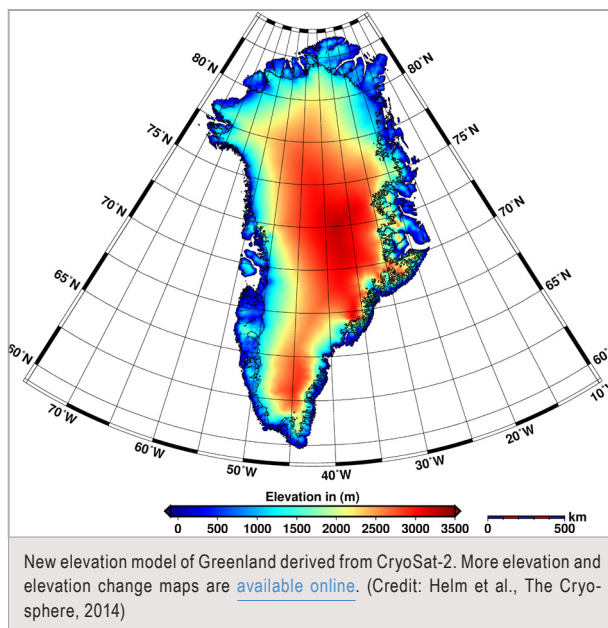 80°N
80°N
75°N
75°N
70°N
70°N
65°N
65°N
60°N
60°N
70°W
60°W
50°W
40°W
30°W
20°W
10°W
Elevation in (m)
0 500 1000 1500 2000 2500 3000 3500
km
0 500
New elevation model of Greenland derived from CryoSat-2. More elevation and
elevation change maps are available online. (Credit: Helm et al., The Cryo-
sphere, 2014)